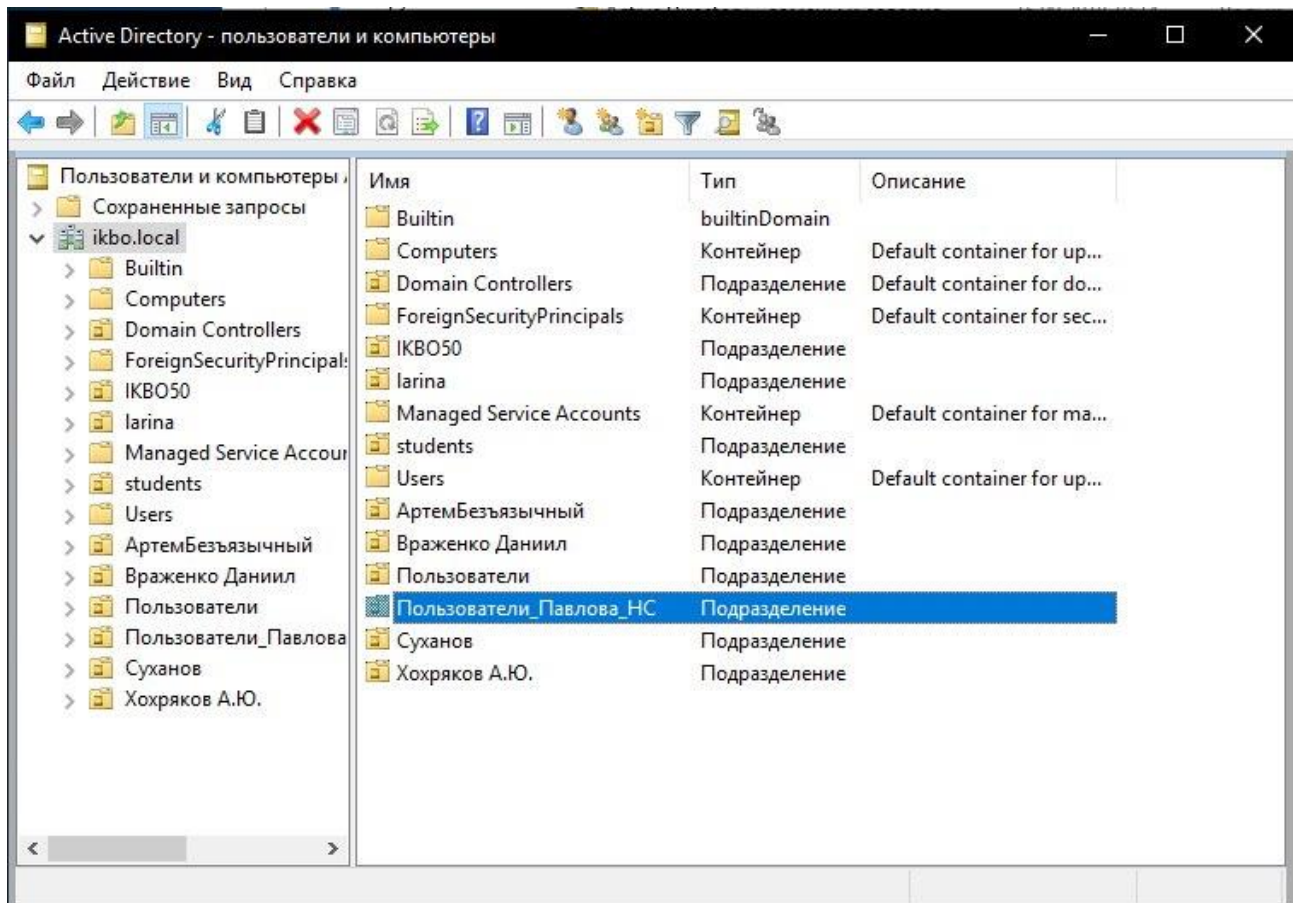 Active Directory - пользователи и компьютеры
Файл Действие Вид Справка
Пользователи и компьютеры
Сохраненные запросы
ikbo.local
Builtin
Computers
Domain Controllers
ForeignSecurityPrincipals
IKBO50
larina
Managed Service Accour
students
Users
АртемБезъязычный
Враженко Даниил
Пользователи
Пользователи_Павлова
Суханов
Хохряков А.Ю.
Имя Тип Описание
Builtin builtinDomain
Computers Контейнер Default container for up...
Domain Controllers Подразделение Default container for do...
ForeignSecurityPrincipals Контейнер Default container for sec...
IKBO50 Подразделение
larina Подразделение
Managed Service Accounts Контейнер Default container for ma...
students Подразделение
Users Контейнер Default container for up...
АртемБезъязычный Подразделение
Враженко Даниил Подразделение
Пользователи Подразделение
Пользователи_Павлова_НС Подразделение
Суханов Подразделение
Хохряков А.Ю. Подразделение